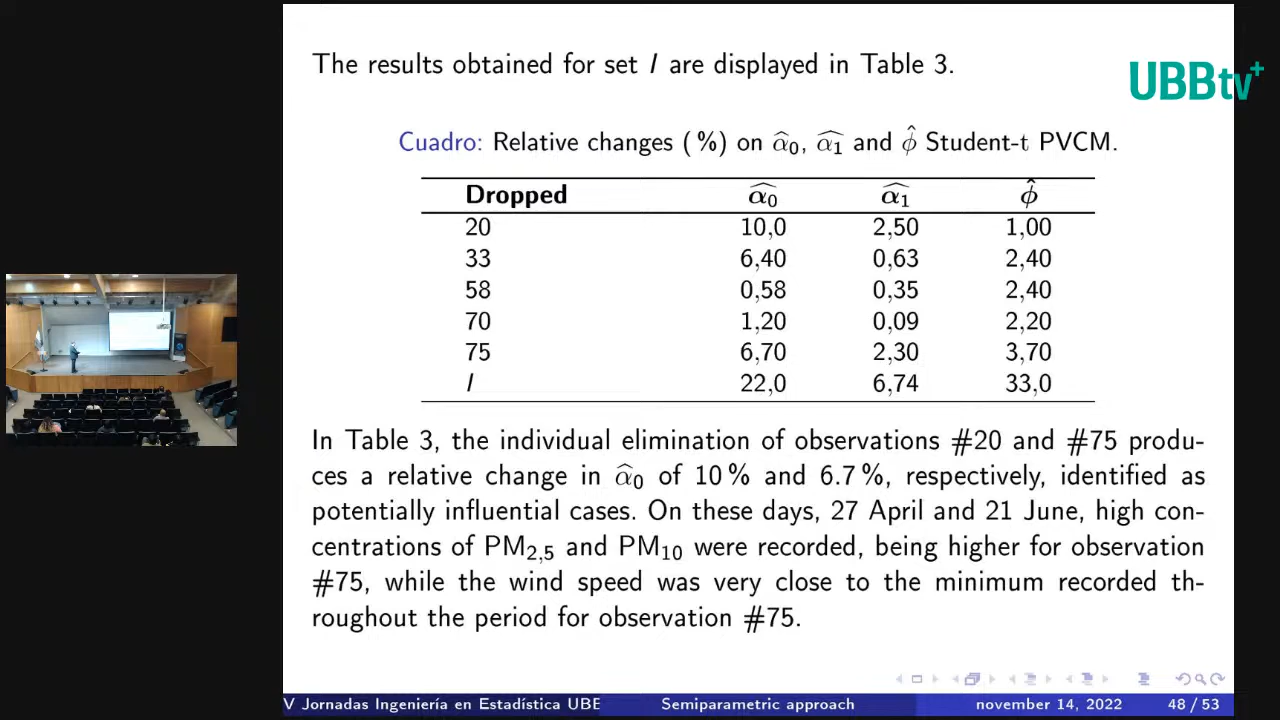 The results obtained for set I are displayed in Table 3.
UBBtv+
Cuadro: Relative changes (%) on α̂0, α̂1 and ϕ̂ Student-t PVCM.
Dropped α̂0 α̂1 ϕ̂
20 10,0 2,50 1,00
33 6,40 0,63 2,40
58 0,58 0,35 2,40
70 1,20 0,09 2,20
75 6,70 2,30 3,70
I 22,0 6,74 33,0
In Table 3, the individual elimination of observations #20 and #75 produ-
ces a relative change in α̂0 of 10 % and 6.7 %, respectively, identified as
potentially influential cases. On these days, 27 April and 21 June, high con-
centrations of PM2,5 and PM10 were recorded, being higher for observation
#75, while the wind speed was very close to the minimum recorded th-
roughout the period for observation #75.
V Jornadas Ingeniería en Estadística UBB Semiparametric approach november 14, 2022 48 / 53